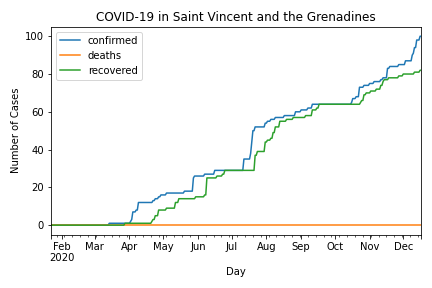 COVID-19 in Saint Vincent and the Grenadines
confirmed
deaths
recovered
Number of Cases
100
80
60
40
20
0
Feb Mar Apr May Jun Jul Aug Sep Oct Nov Dec
2020
Day